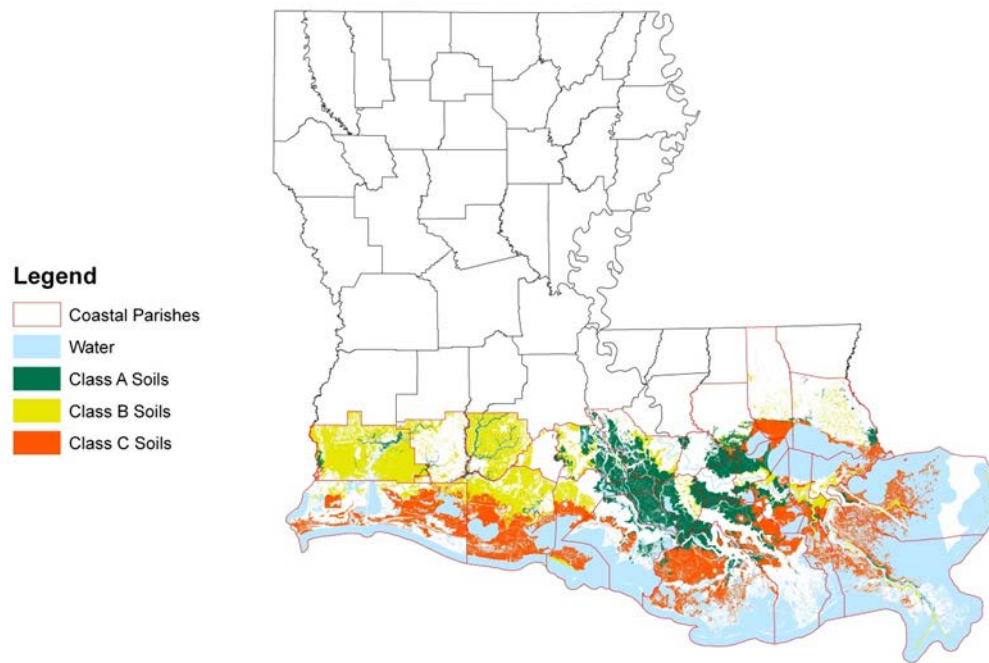 Legend
Coastal Parishes
Water
Class A Soils
Class B Soils
Class C Soils